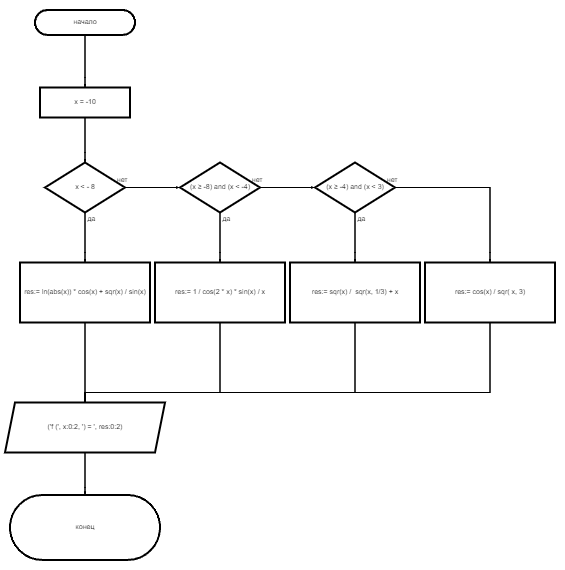 начало
x = -10
x < - 8
нет
(x ≥ -8) and (x < -4)
нет
(x ≥ -4) and (x < 3)
нет
да
да
да
res:= ln(abs(x)) * cos(x) + sqr(x) / sin(x)
res:= 1 / cos(2 * x) * sin(x) / x
res:= sqr(x) / sqr(x, 1/3) + x
res:= cos(x) / sqr( x, 3)
('f (', x:0:2, ') = ', res:0:2)
конец